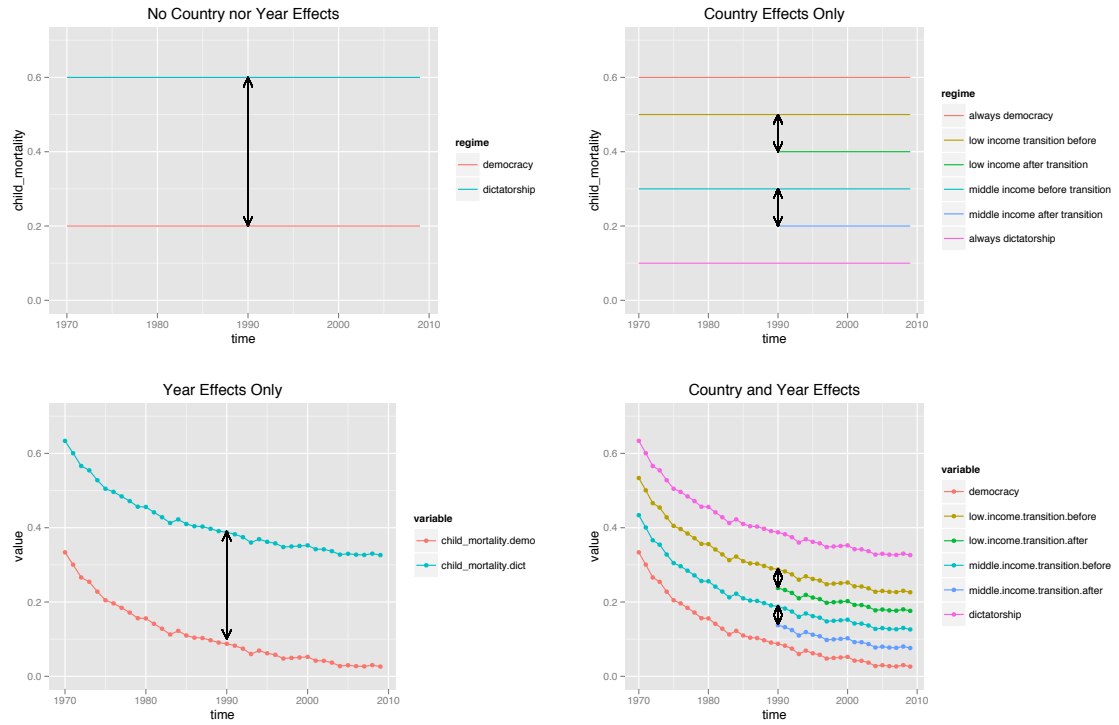 No Country nor Year Effects
child_mortality
0.6
0.4
0.2
0.0
1970 1980 1990 2000 2010
time
regime
democracy
dictatorship
Country Effects Only
child_mortality
0.6
0.4
0.2
0.0
1970 1980 1990 2000 2010
time
regime
always democracy
low income transition before
low income after transition
middle income before transition
middle income after transition
always dictatorship
Year Effects Only
value
0.6
0.4
0.2
0.0
1970 1980 1990 2000 2010
time
variable
child_mortality.demo
child_mortality.dict
Country and Year Effects
value
0.6
0.4
0.2
0.0
1970 1980 1990 2000 2010
time
variable
democracy
low.income.transition.before
low.income.transition.after
middle.income.transition.before
middle.income.transition.after
dictatorship